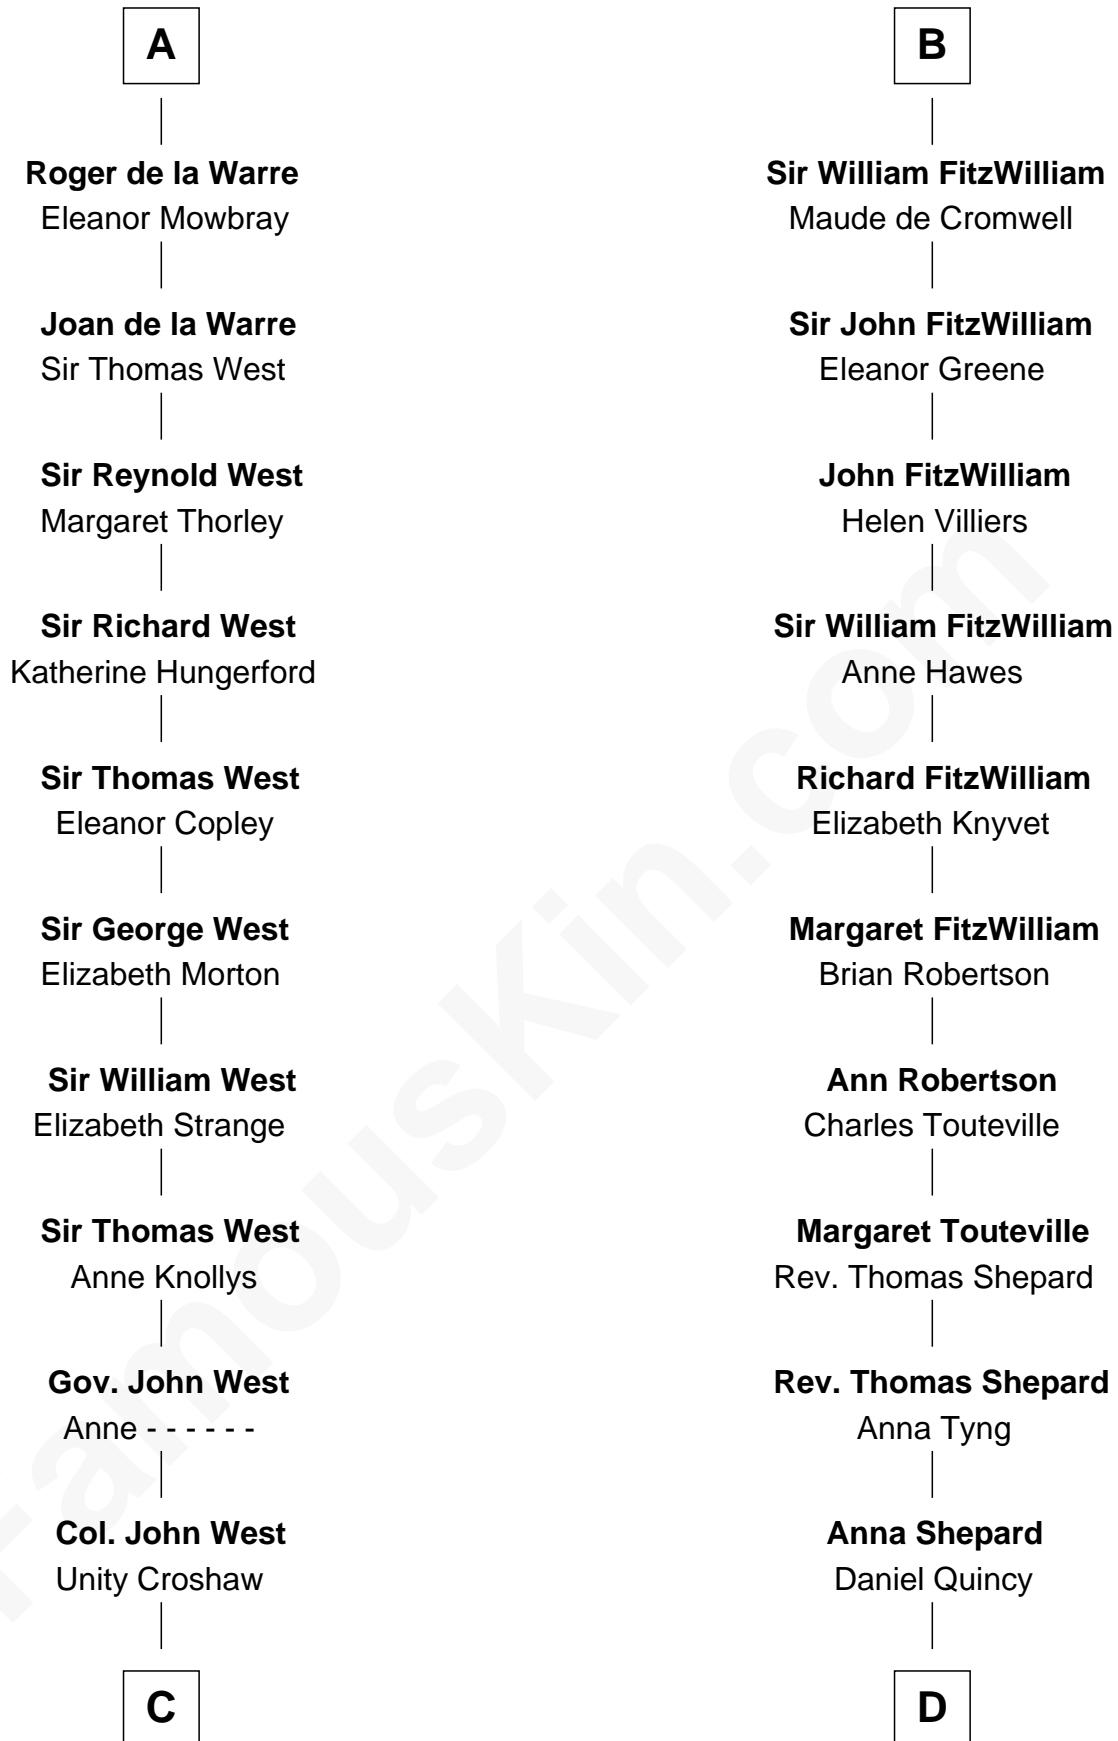 A
Roger de la Warre
Eleanor Mowbray
Joan de la Warre
Sir Thomas West
Sir Reynold West
Margaret Thorley
Sir Richard West
Katherine Hungerford
Sir Thomas West
Eleanor Copley
Sir George West
Elizabeth Morton
Sir William West
Elizabeth Strange
Sir Thomas West
Anne Knollys
Gov. John West
Anne - - - - - -
Col. John West
Unity Croshaw
C
B
Sir William FitzWilliam
Maude de Cromwell
Sir John FitzWilliam
Eleanor Greene
John FitzWilliam
Helen Villiers
Sir William FitzWilliam
Anne Hawes
Richard FitzWilliam
Elizabeth Knyvet
Margaret FitzWilliam
Brian Robertson
Ann Robertson
Charles Touteville
Margaret Touteville
Rev. Thomas Shepard
Rev. Thomas Shepard
Anna Tyng
Anna Shepard
Daniel Quincy
D
FamousKin.com